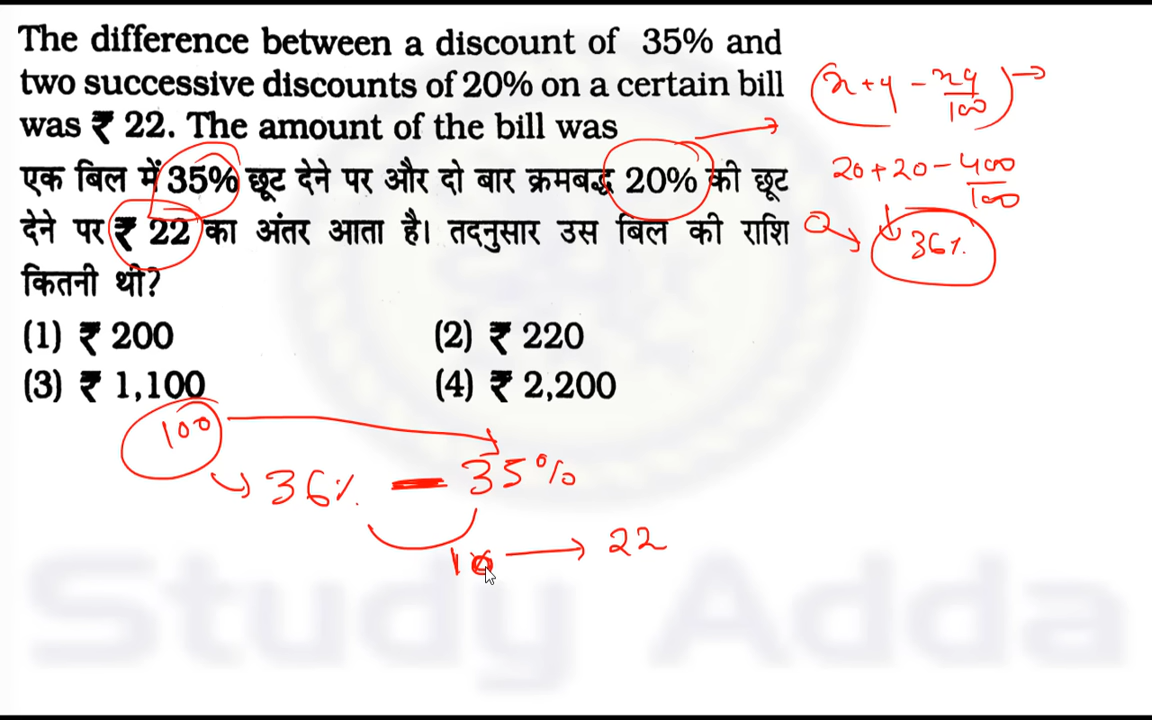 The difference between a discount of 35% and
two successive discounts of 20% on a certain bill
was ₹ 22. The amount of the bill was
एक बिल में 35% छूट देने पर और दो बार क्रमबद्ध 20% की छूट
देने पर ₹ 22 का अंतर आता है। तदनुसार उस बिल की राशि
कितनी थी?
(1) ₹ 200 (2) ₹ 220
(3) ₹ 1,100 (4) ₹ 2,200
(x+y - xy/100)
20+20 - 400/100
36%
100
36% - 35%
22
Study Adda